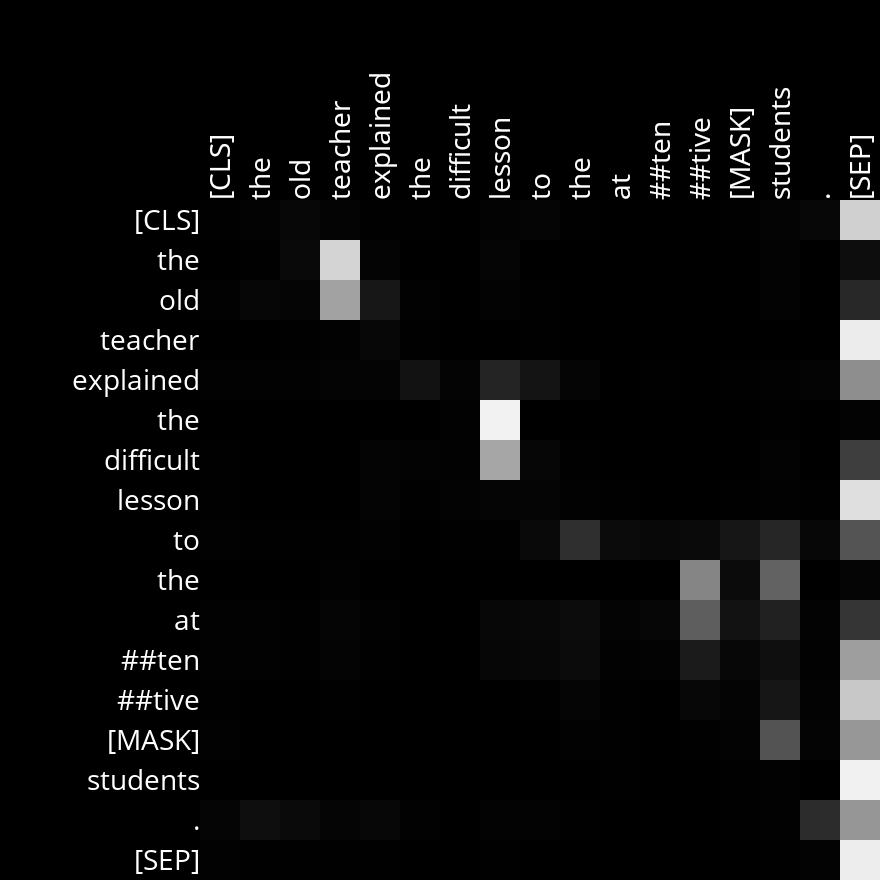 [CLS] the old teacher explained the difficult lesson to the at ##ten ##tive [MASK] students . [SEP]
[CLS]
the
old
teacher
explained
the
difficult
lesson
to
the
at
##ten
##tive
[MASK]
students
.
[SEP]